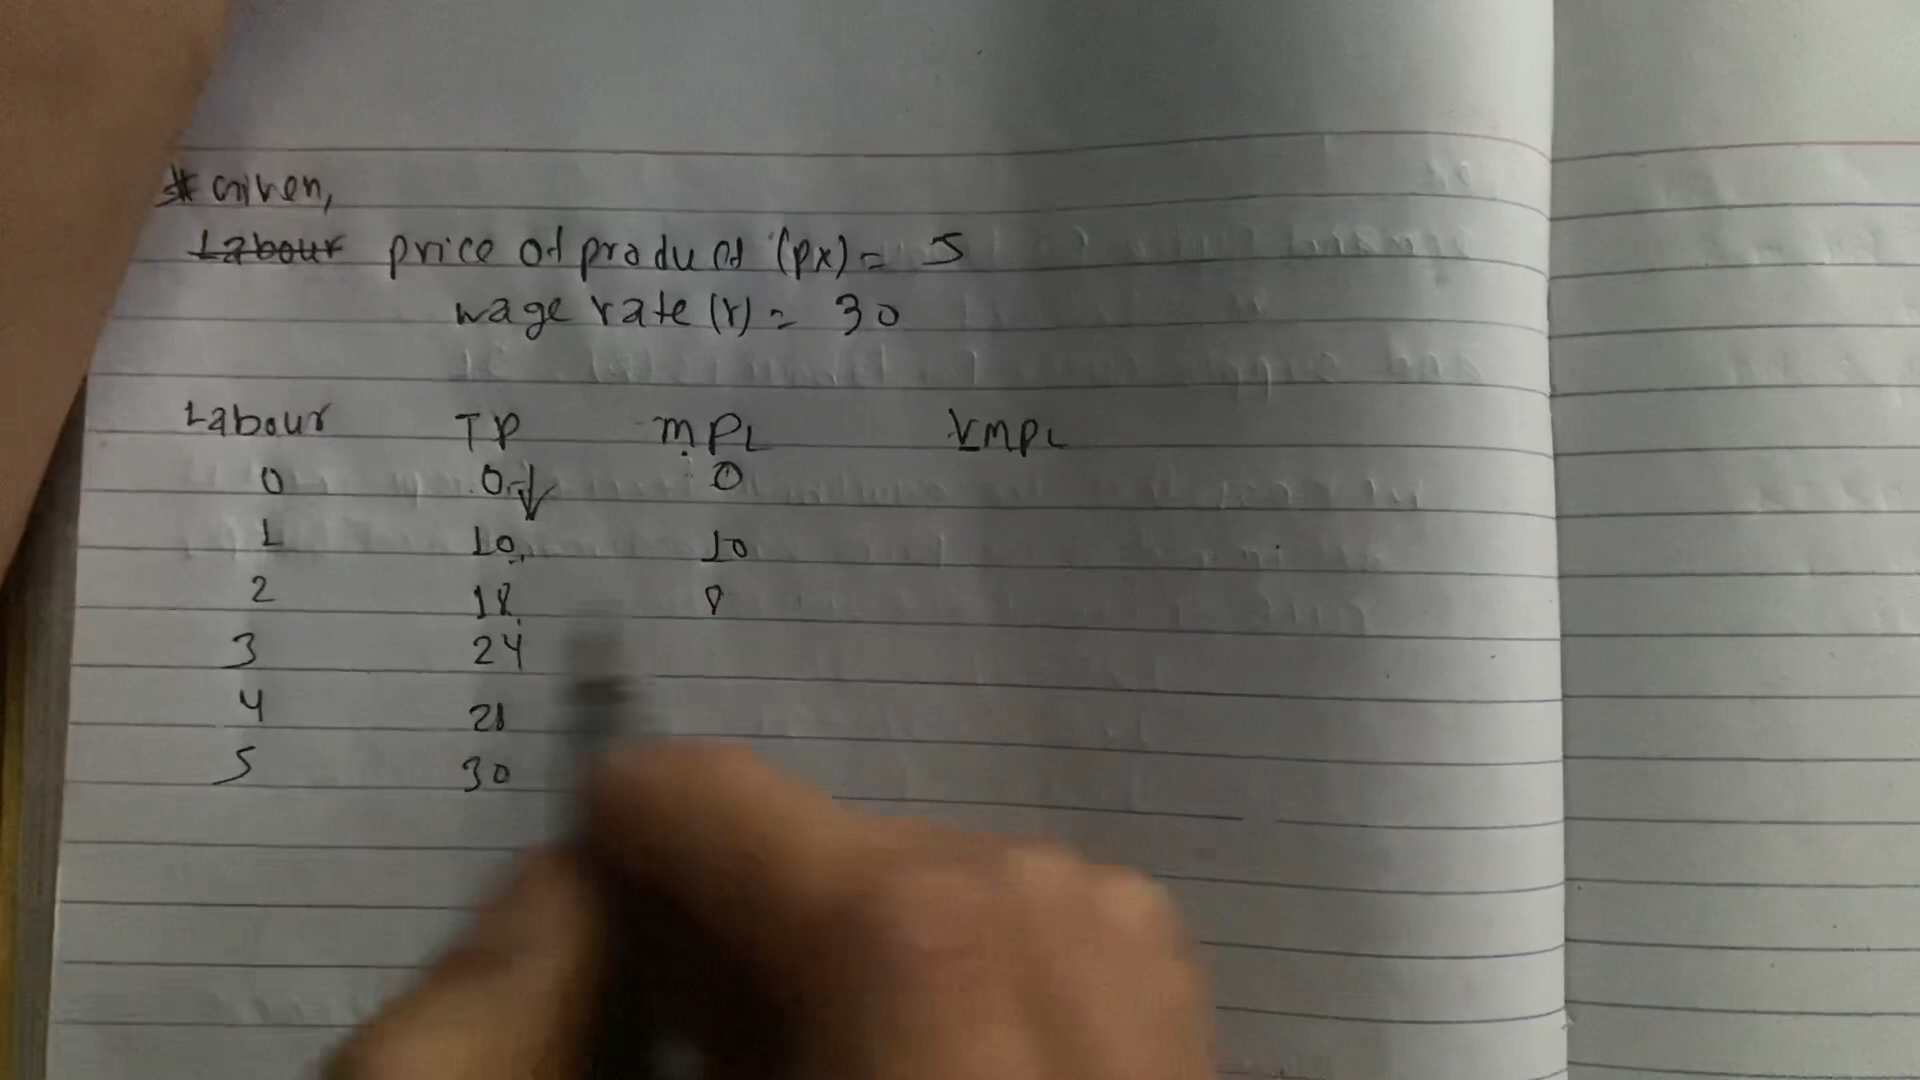 * Given,
Labour price of product (px) = 5
wage rate (r) = 30
Labour TP MPL VMPL
0 0 0
1 10 10
2 18 8
3 24
4 28
5 30